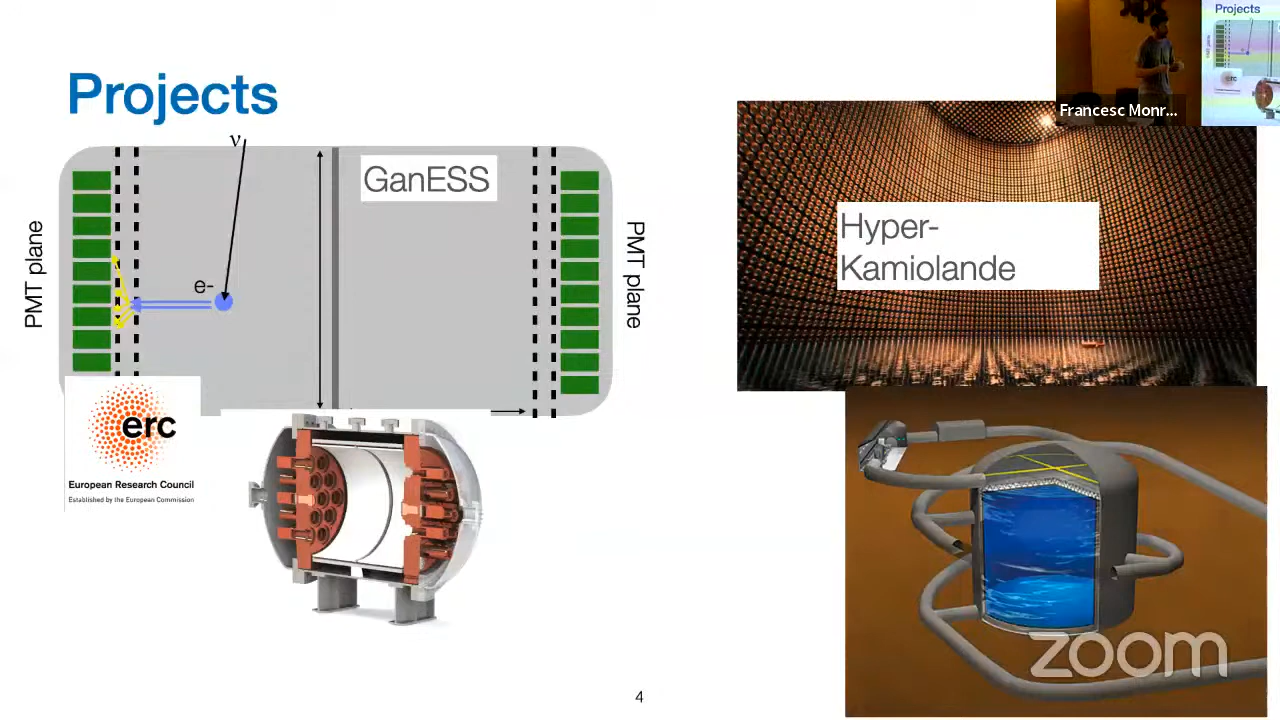 Projects
ν
GanESS
PMT plane
e-
PMT plane
erc
European Research Council
Established by the European Commission
Hyper-
Kamiolande
Francesc Monr...
Projects
erc
zoom
4